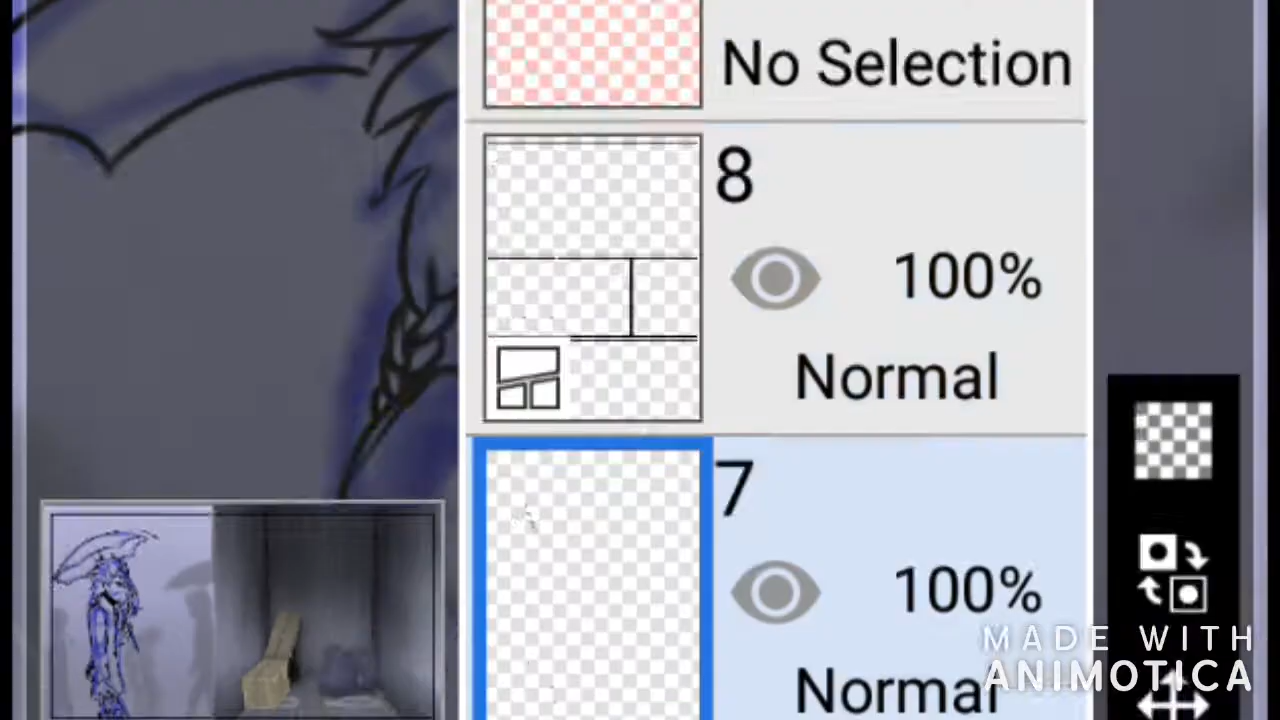 No Selection
8
100%
Normal
7
100%
Normal
MADE WITH
ANIMOTICA